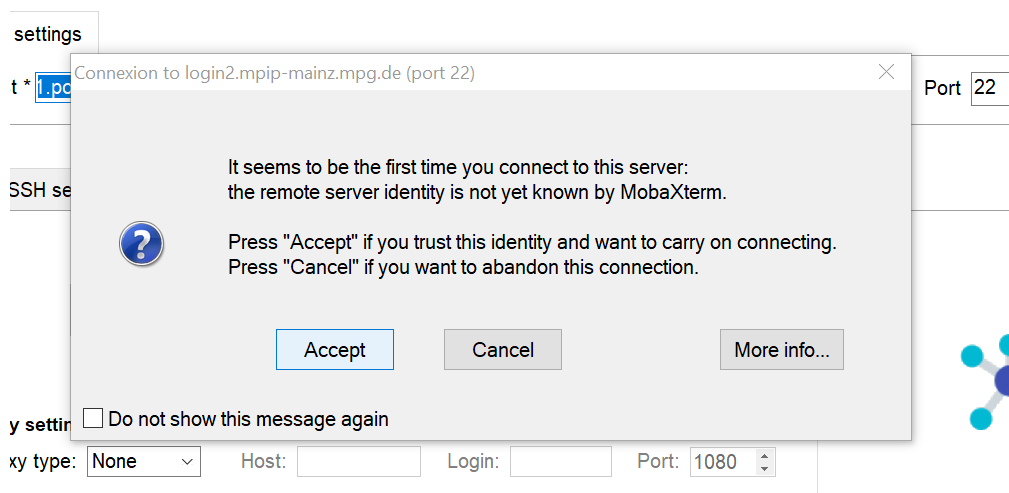 settings
Connexion to login2.mpip-mainz.mpg.de (port 22)
t * 1.po
Port 22
It seems to be the first time you connect to this server:
the remote server identity is not yet known by MobaXterm.
SSH se
Press "Accept" if you trust this identity and want to carry on connecting.
Press "Cancel" if you want to abandon this connection.
Accept Cancel More info...
Do not show this message again
y settin
xy type: None Host: Login: Port: 1080